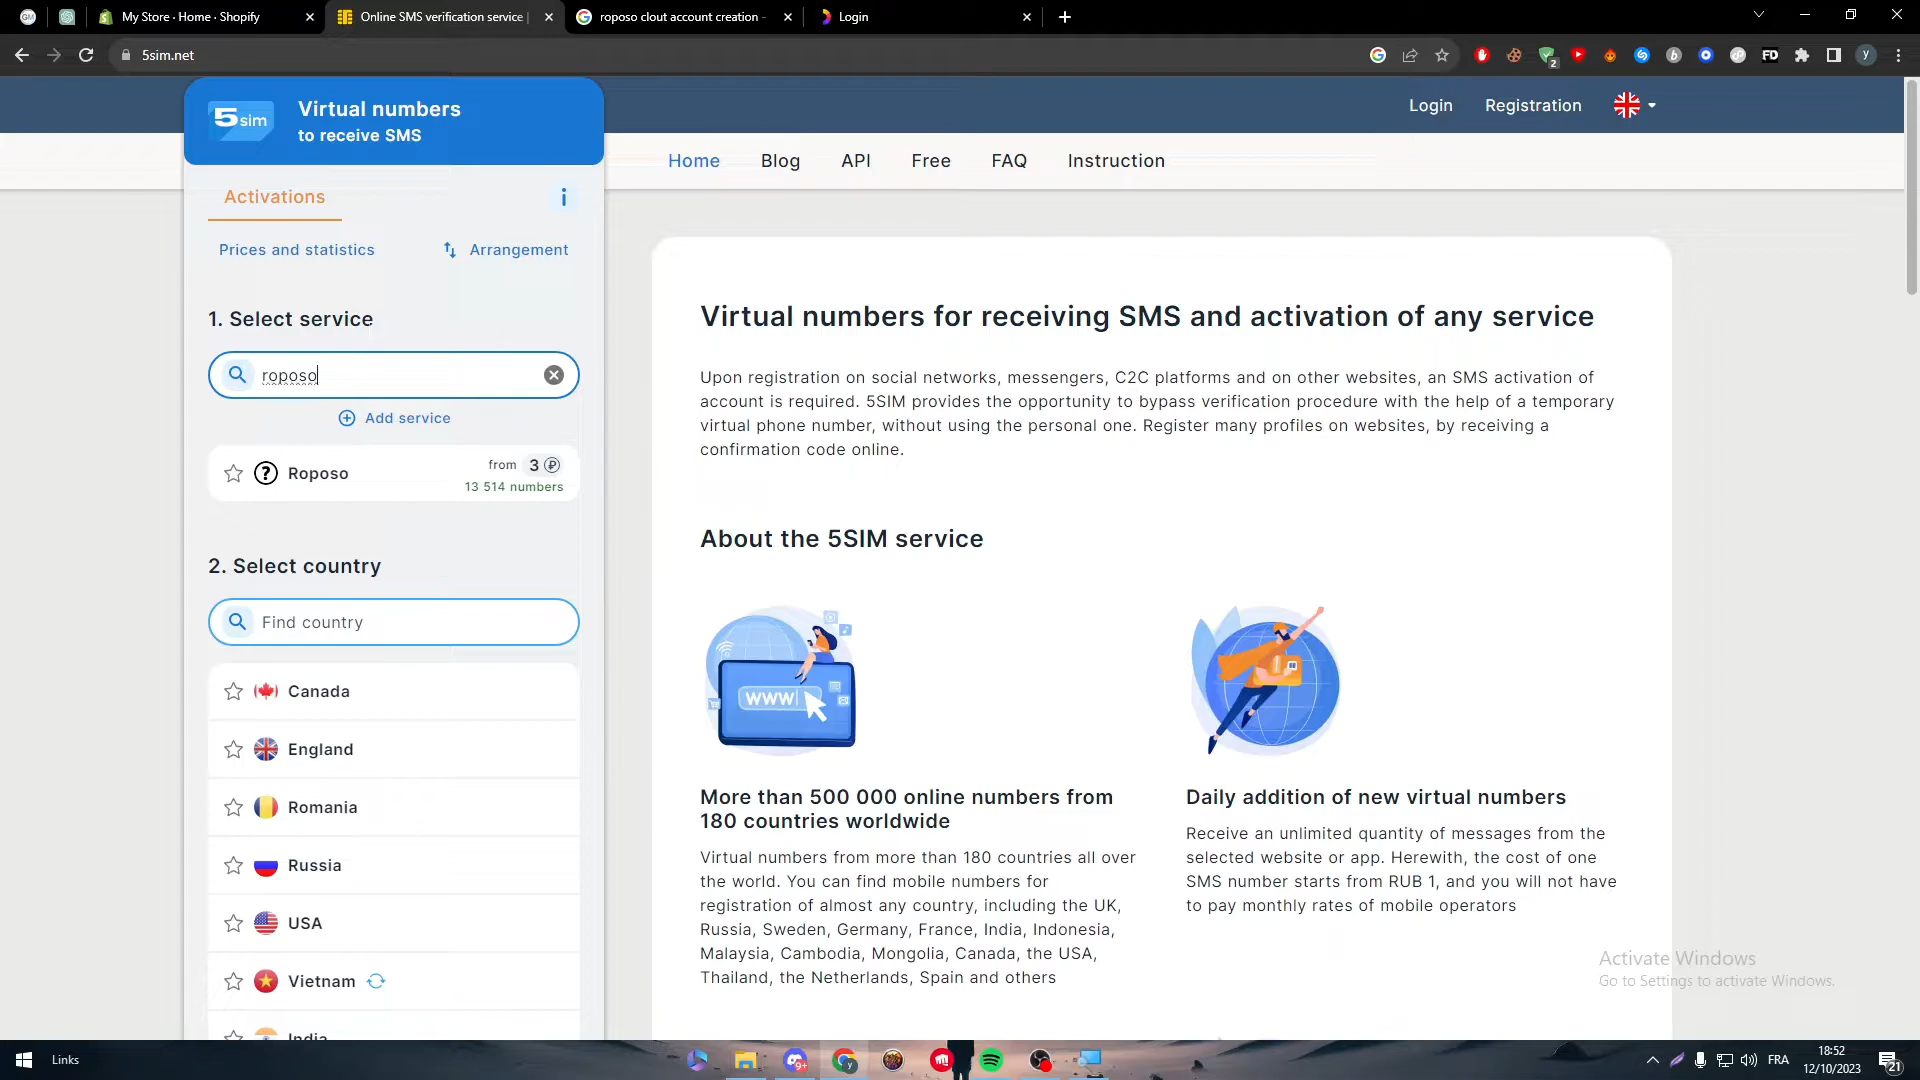 My Store · Home · Shopify
Online SMS verification service |
roposo clout account creation -
Login
5sim.net
2
FD
y
5sim
Virtual numbers
to receive SMS
Login
Registration
Home
Blog
API
Free
FAQ
Instruction
Activations
i
Prices and statistics
Arrangement
1. Select service
roposo
Add service
Roposo
from 3 ₽
13 514 numbers
2. Select country
Find country
Canada
England
Romania
Russia
USA
Vietnam
India
Virtual numbers for receiving SMS and activation of any service
Upon registration on social networks, messengers, C2C platforms and on other websites, an SMS activation of
account is required. 5SIM provides the opportunity to bypass verification procedure with the help of a temporary
virtual phone number, without using the personal one. Register many profiles on websites, by receiving a
confirmation code online.
About the 5SIM service
WWW
More than 500 000 online numbers from
180 countries worldwide
Virtual numbers from more than 180 countries all over
the world. You can find mobile numbers for
registration of almost any country, including the UK,
Russia, Sweden, Germany, France, India, Indonesia,
Malaysia, Cambodia, Mongolia, Canada, the USA,
Thailand, the Netherlands, Spain and others
Daily addition of new virtual numbers
Receive an unlimited quantity of messages from the
selected website or app. Herewith, the cost of one
SMS number starts from RUB 1, and you will not have
to pay monthly rates of mobile operators
Activate Windows
Go to Settings to activate Windows.
Links
FRA
18:52
12/10/2023
21